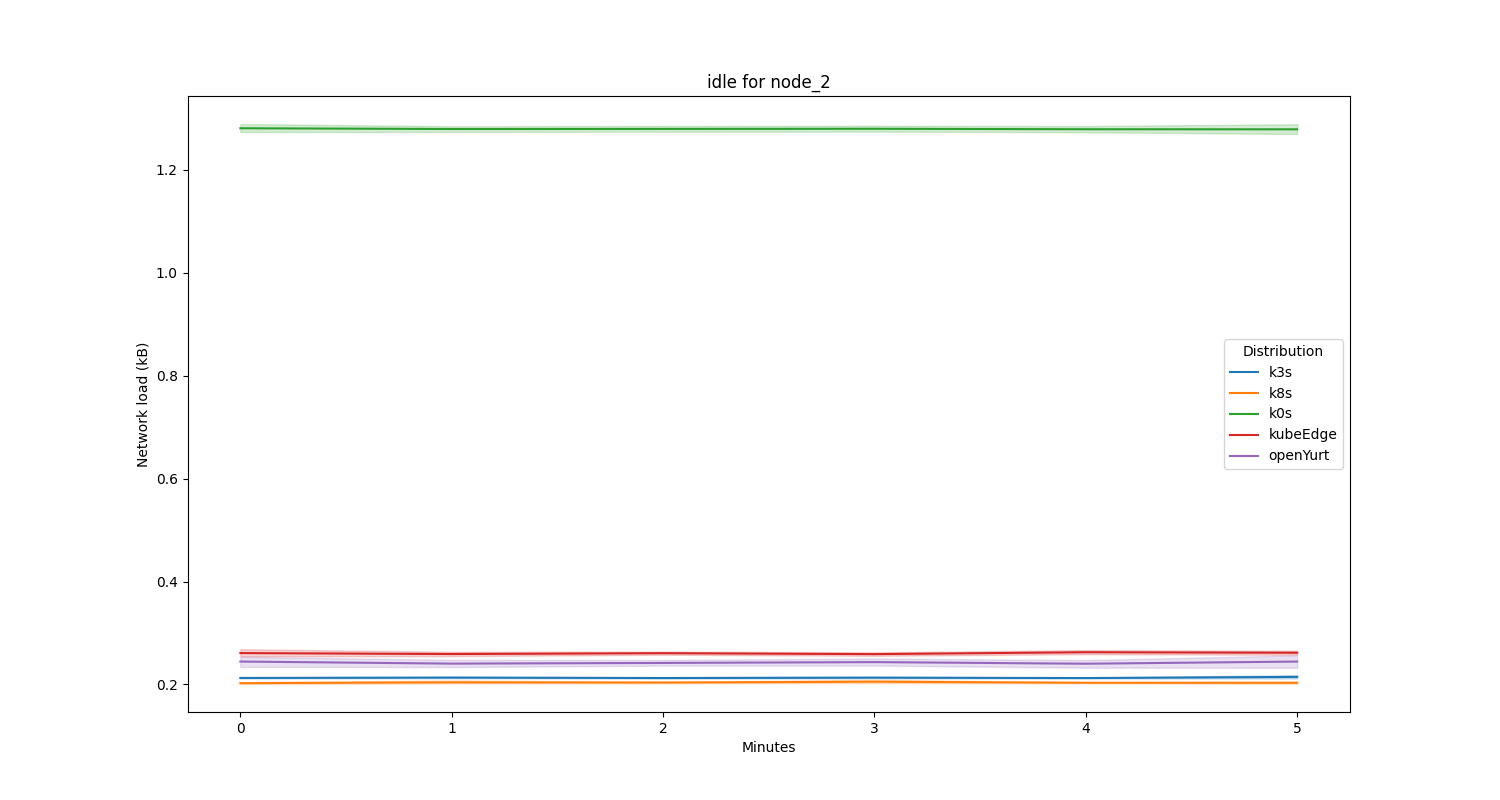 idle for node_2
Network load (kB)
1.2
1.0
0.8
0.6
0.4
0.2
0 1 2 3 4 5
Minutes
Distribution
k3s
k8s
k0s
kubeEdge
openYurt